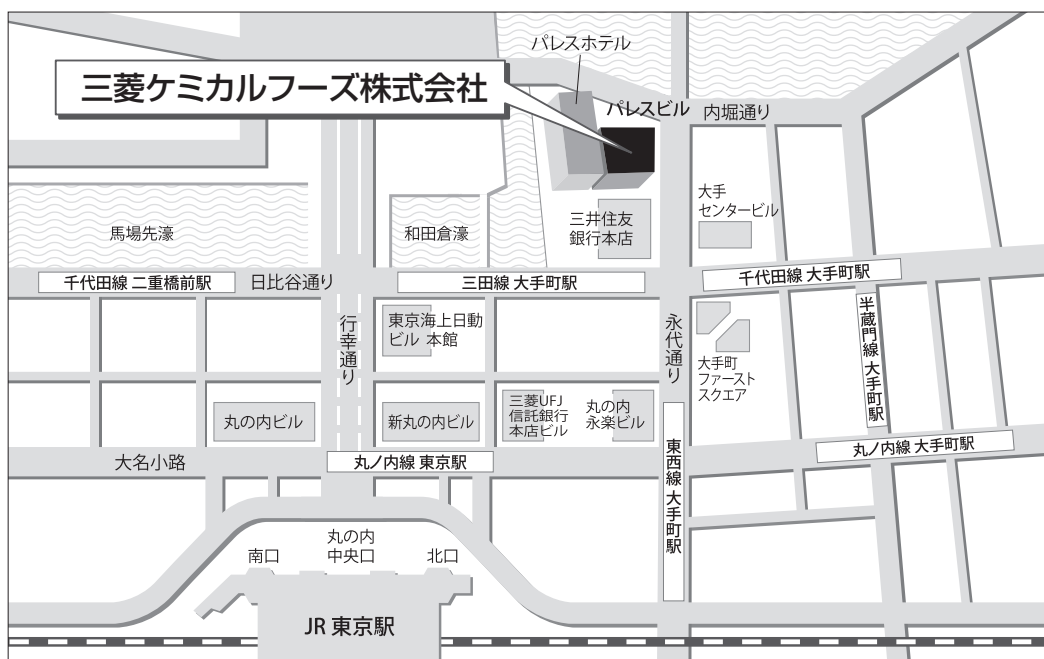 パレスホテル
三菱ケミカルフーズ株式会社
パレスビル
内堀通り
大手
センタービル
三井住友
銀行本店
馬場先濠
和田倉濠
千代田線 二重橋前駅
日比谷通り
三田線 大手町駅
千代田線 大手町駅
行幸通り
東京海上日動
ビル 本館
永代通り
半蔵門線 大手町駅
大手町
ファースト
スクエア
丸の内ビル
新丸の内ビル
三菱UFJ
信託銀行
本店ビル
丸の内
永楽ビル
大名小路
丸ノ内線 東京駅
東西線 大手町駅
丸ノ内線 大手町駅
南口
丸の内
中央口
北口
JR 東京駅